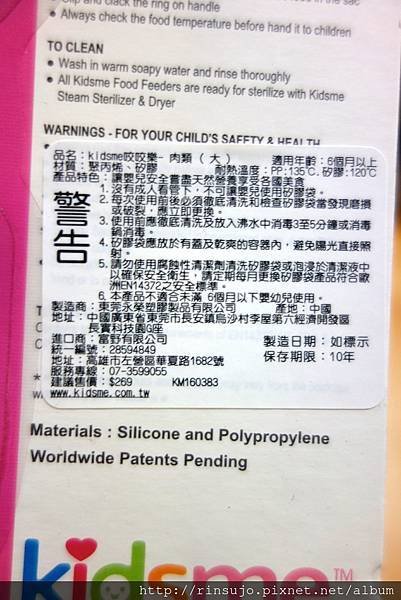 Clip and clack the ring on handle
Always check the food temperature before hand it to children
TO CLEAN
Wash in warm soapy water and rinse thoroughly
All Kidsme Food Feeders are ready for sterilize with Kidsme
Steam Sterilizer & Dryer
WARNINGS - FOR YOUR CHILD'S SAFETY & HEALTH
品名：kidsme咬咬樂- 肉類（大） 適用年齡：6個月以上
材質：聚丙烯、矽膠 耐熱溫度：PP:135℃、矽膠:120℃
產品特色：讓嬰兒安全嘗盡天然營養享受各國美食
警告
1. 沒有成人看管下，不可讓嬰兒使用矽膠袋。
2. 每次使用前後必須徹底清洗和檢查矽膠袋當發現磨損
或破裂，應立即更換。
3. 使用前應徹底清洗及放入沸水中消毒3至5分鐘或消毒
鍋消毒。
4. 矽膠袋應放於有蓋及乾爽的容器內，避免陽光直接照
射。
5. 請勿使用腐蝕性清潔劑清洗矽膠袋或泡浸於清潔液中
以確保安全衛生，請定期每月更換矽膠袋產品符合歐
洲EN14372之安全標準。
6. 本產品不適合未滿 6個月以下嬰幼兒使用。
製造商：東莞永榮塑膠製品有限公司 產地：中國
地址：中國廣東省東莞市長安鎮烏沙村李屋第六經濟開發區
長實科技園G座
進口商：富野有限公司 製造日期：如標示
統一編號：28594849 保存期限：10年
地址：高雄市左營區華夏路1682號
服務專線：07-3599055
建議售價：$269 KM160383
www.kidsme.com.tw
Materials : Silicone and Polypropylene
Worldwide Patents Pending
kidsme™
http://rinsujo.pixnet.net/album